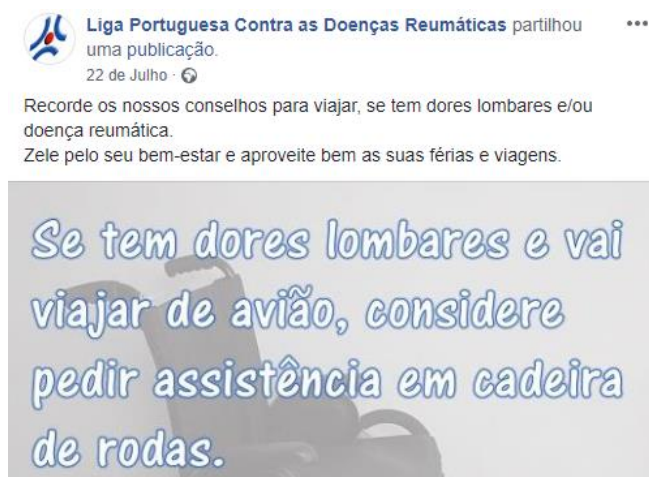 Liga Portuguesa Contra as Doenças Reumáticas partilhou
uma publicação.
22 de Julho ·
Recorde os nossos conselhos para viajar, se tem dores lombares e/ou
doença reumática.
Zele pelo seu bem-estar e aproveite bem as suas férias e viagens.
Se tem dores lombares e vai
viajar de avião, considere
pedir assistência em cadeira
de rodas.